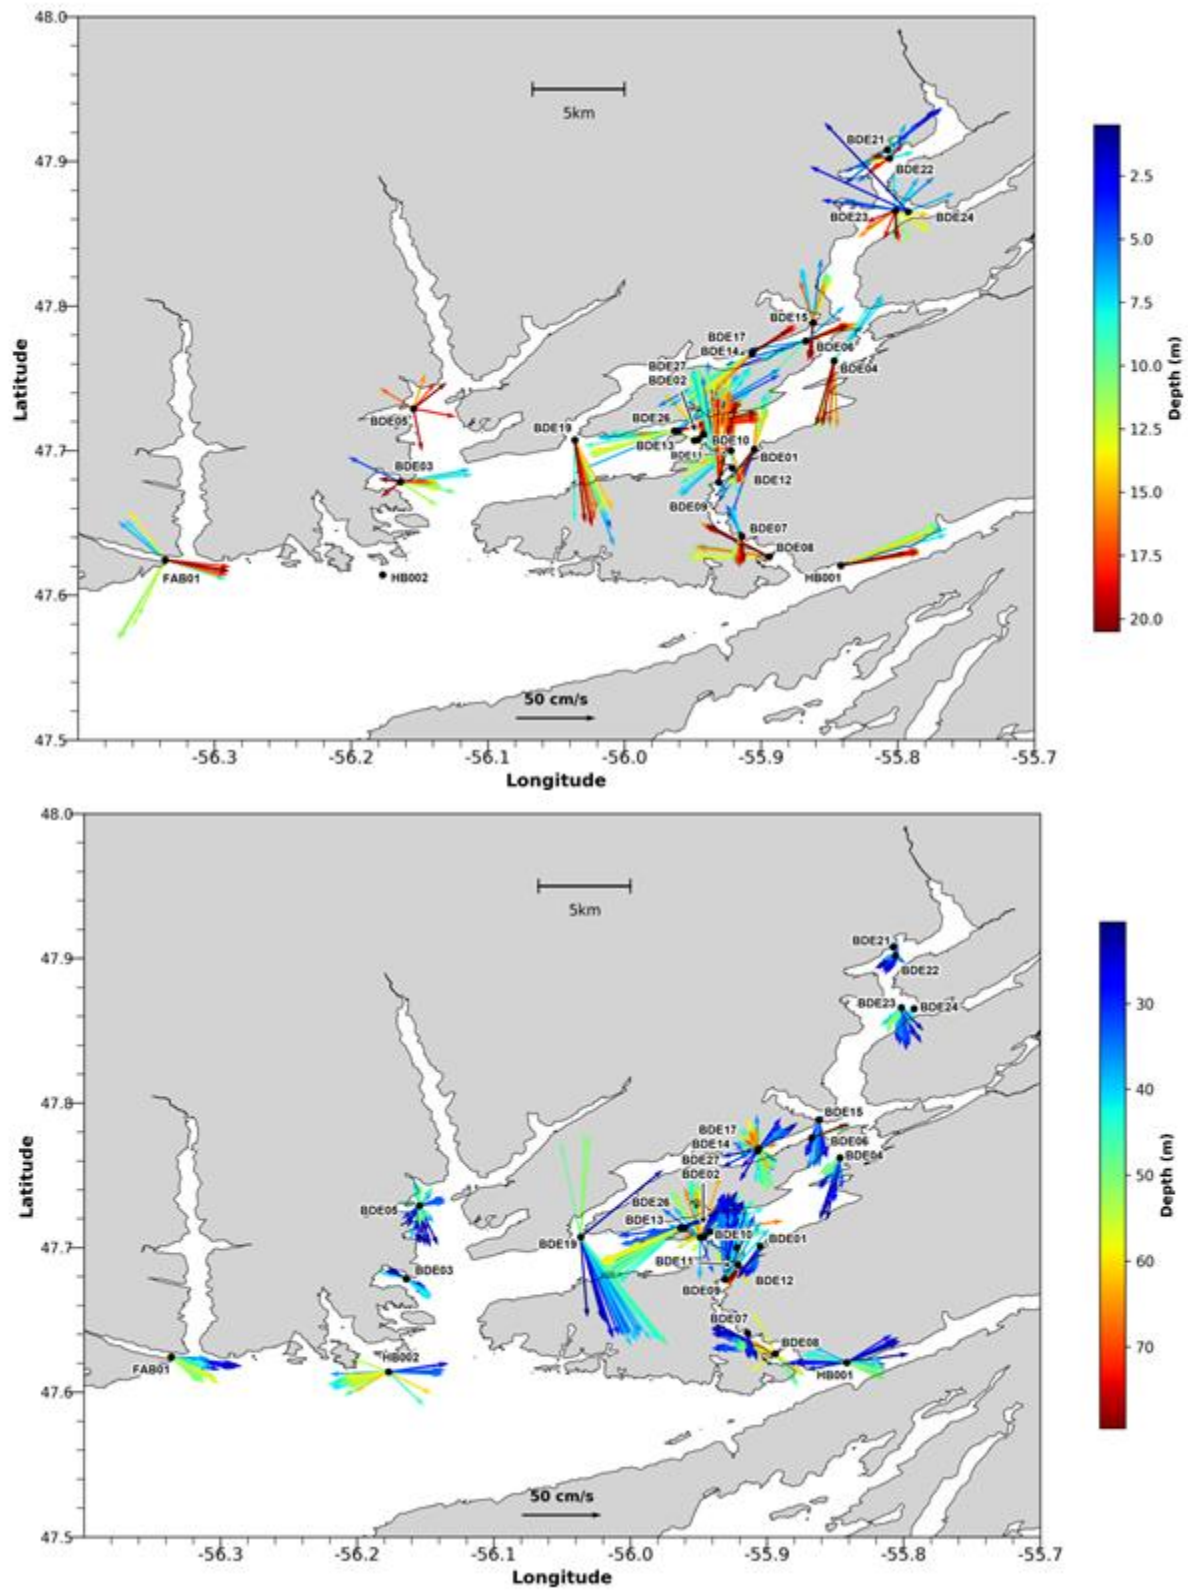 48.0
5km
BDE21
BDE22
47.9
BDE23
BDE24
2.5
5.0
47.8
BDE15
BDE17
BDE14
BDE06
BDE27
BDE04
BDE02
7.5
10.0
Depth (m)
Latitude
BDE05
BDE26
BDE19
BDE13
BDE10
BDE11
BDE01
47.7
BDE03
BDE12
BDE09
12.5
15.0
BDE07
BDE08
FAB01
HB002
HB001
47.6
17.5
20.0
50 cm/s
47.5
-56.3
-56.2
-56.1
-56.0
-55.9
-55.8
-55.7
Longitude
48.0
5km
BDE21
BDE22
47.9
BDE23
BDE24
30
47.8
BDE15
BDE17
BDE14
BDE06
BDE27
BDE04
BDE02
40
50
Depth (m)
Latitude
BDE05
BDE26
BDE13
BDE19
BDE10
BDE01
BDE11
47.7
BDE03
BDE12
BDE09
60
BDE07
BDE08
FAB01
HB002
HB001
47.6
70
50 cm/s
47.5
-56.3
-56.2
-56.1
-56.0
-55.9
-55.8
-55.7
Longitude